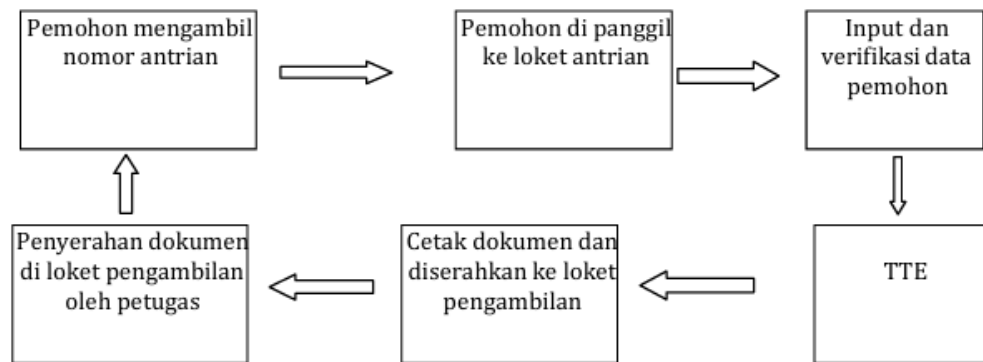 Pemohon mengambil
nomor antrian
Pemohon di panggil
ke loket antrian
Input dan
verifikasi data
pemohon
Penyerahan dokumen
di loket pengambilan
oleh petugas
Cetak dokumen dan
diserahkan ke loket
pengambilan
TTE